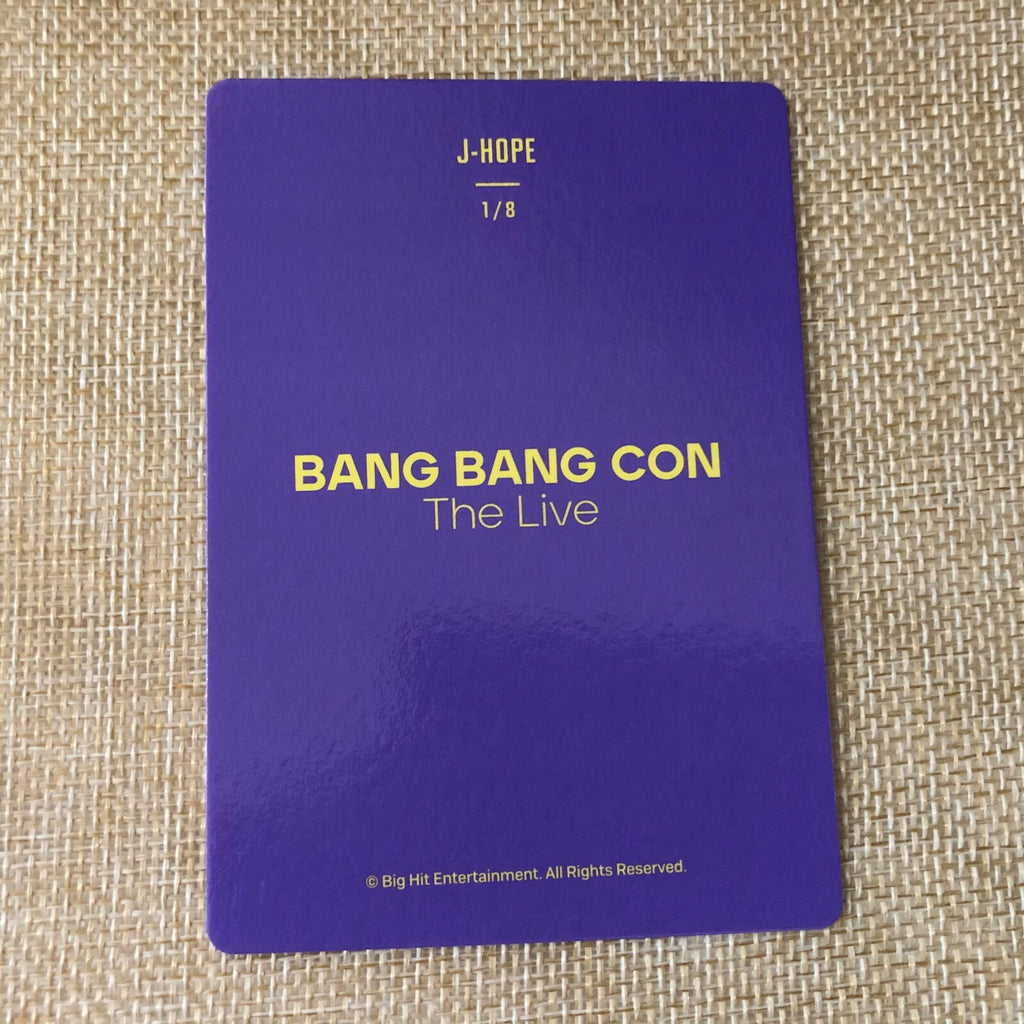 J-HOPE
1/8
BANG BANG CON
The Live
© Big Hit Entertainment. All Rights Reserved.